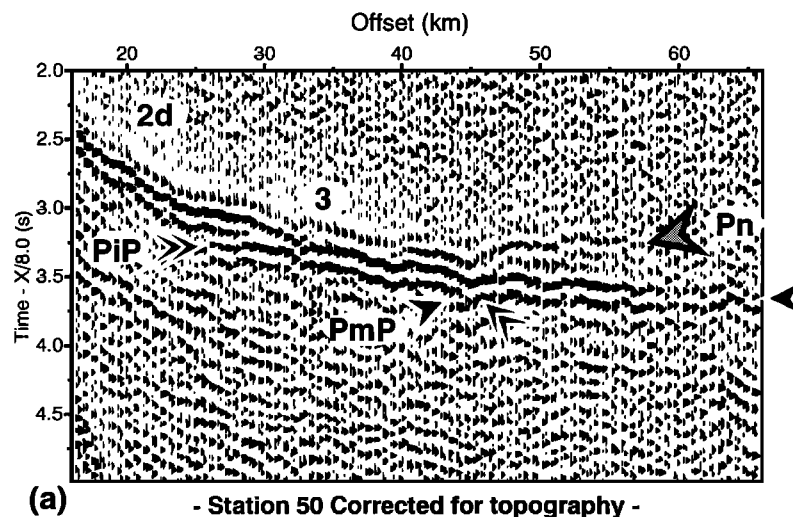 Offset (km)
20 30 40 50 60
2.0
2d
2.5
3
3.0
Pn
PiP
3.5
PmP
4.0
4.5
Time - X/8.0 (s)
(a) - Station 50 Corrected for topography -